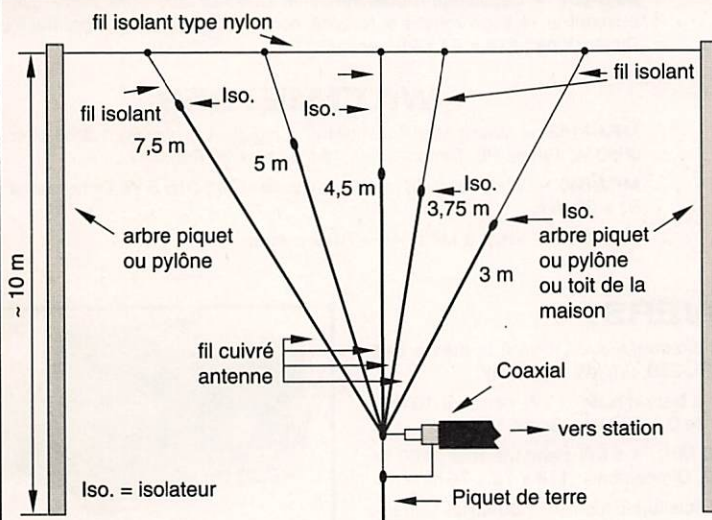 fil isolant type nylon
fil isolant
Iso.
Iso.
fil isolant
7,5 m
5 m
4,5 m
Iso.
3,75 m
Iso.
3 m
arbre piquet
ou pylône
arbre piquet
ou pylône
ou toit de la
maison
~ 10 m
fil cuivré
antenne
Coaxial
vers station
Iso. = isolateur
Piquet de terre